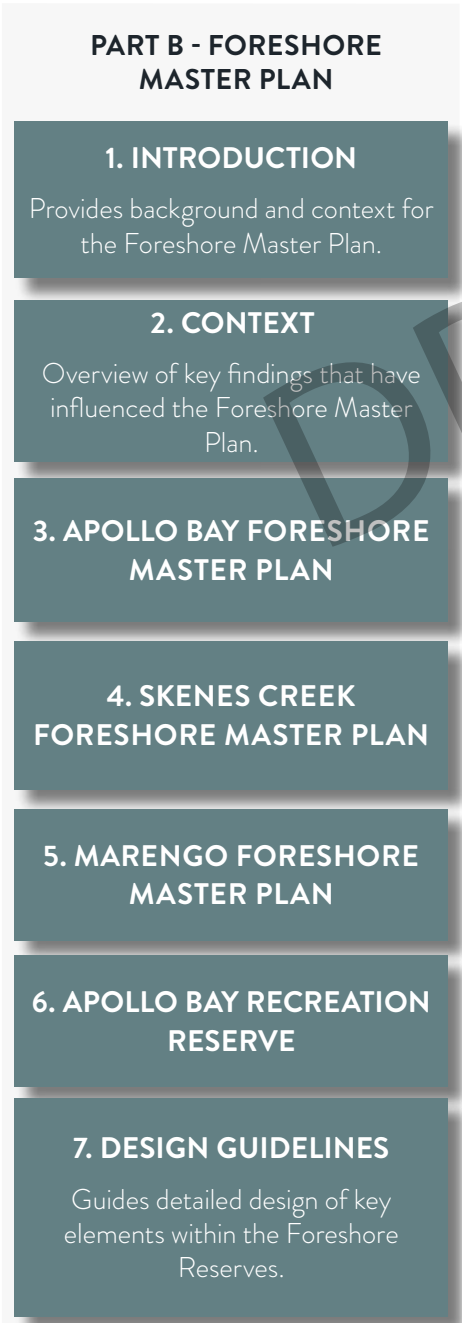 PART B - FORESHORE
MASTER PLAN
1. INTRODUCTION
Provides background and context for
the Foreshore Master Plan.
2. CONTEXT
Overview of key findings that have
influenced the Foreshore Master
Plan.
3. APOLLO BAY FORESHORE
MASTER PLAN
4. SKENES CREEK
FORESHORE MASTER PLAN
5. MARENGO FORESHORE
MASTER PLAN
6. APOLLO BAY RECREATION
RESERVE
7. DESIGN GUIDELINES
Guides detailed design of key
elements within the Foreshore
Reserves.